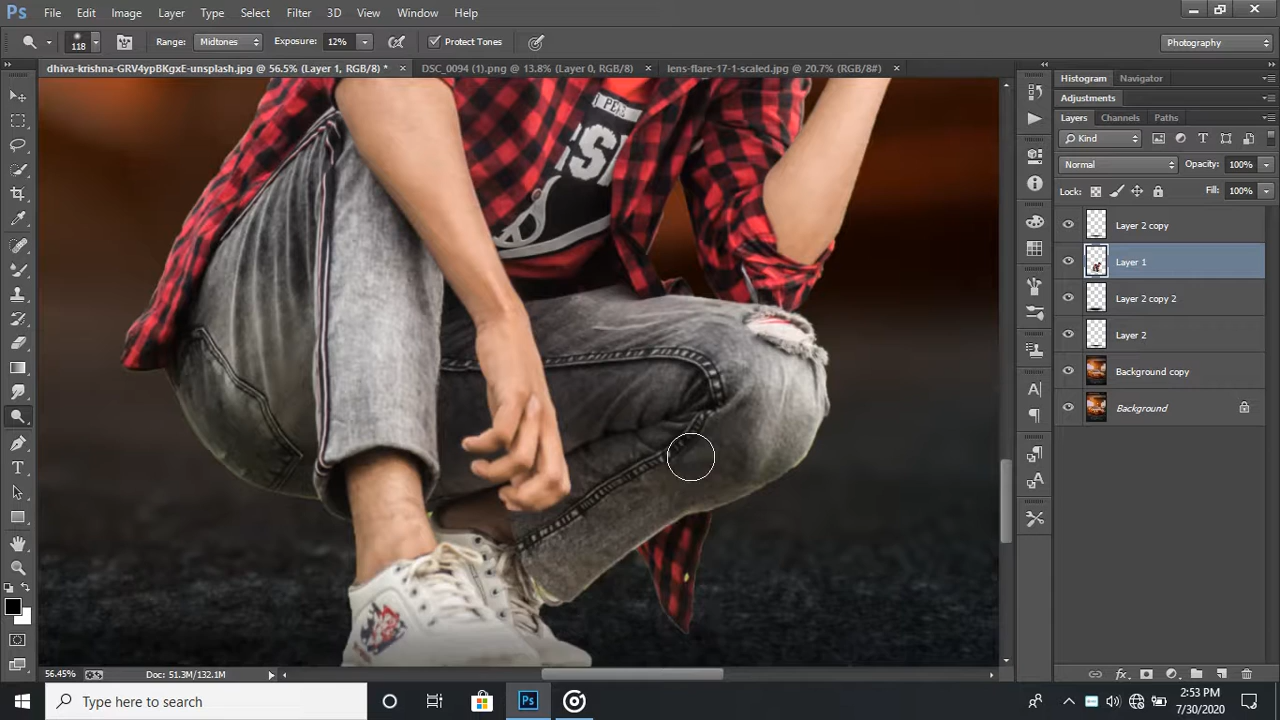 Ps File Edit Image Layer Type Select Filter 3D View Window Help
118 Range: Midtones Exposure: 12% Protect Tones Photography
dhiva-krishna-GRV4ypBKgxE-unsplash.jpg @ 56.5% (Layer 1, RGB/8) * × DSC_0094 (1).png @ 13.8% (Layer 0, RGB/8) × lens-flare-17-1-scaled.jpg @ 20.7% (RGB/8#) ×
Histogram Navigator
Adjustments
Layers Channels Paths
Kind
Normal Opacity: 100%
Lock: Fill: 100%
Layer 2 copy
Layer 1
Layer 2 copy 2
Layer 2
Background copy
Background
56.45% Doc: 51.3M/132.1M
Type here to search
Ps
2:53 PM
7/30/2020